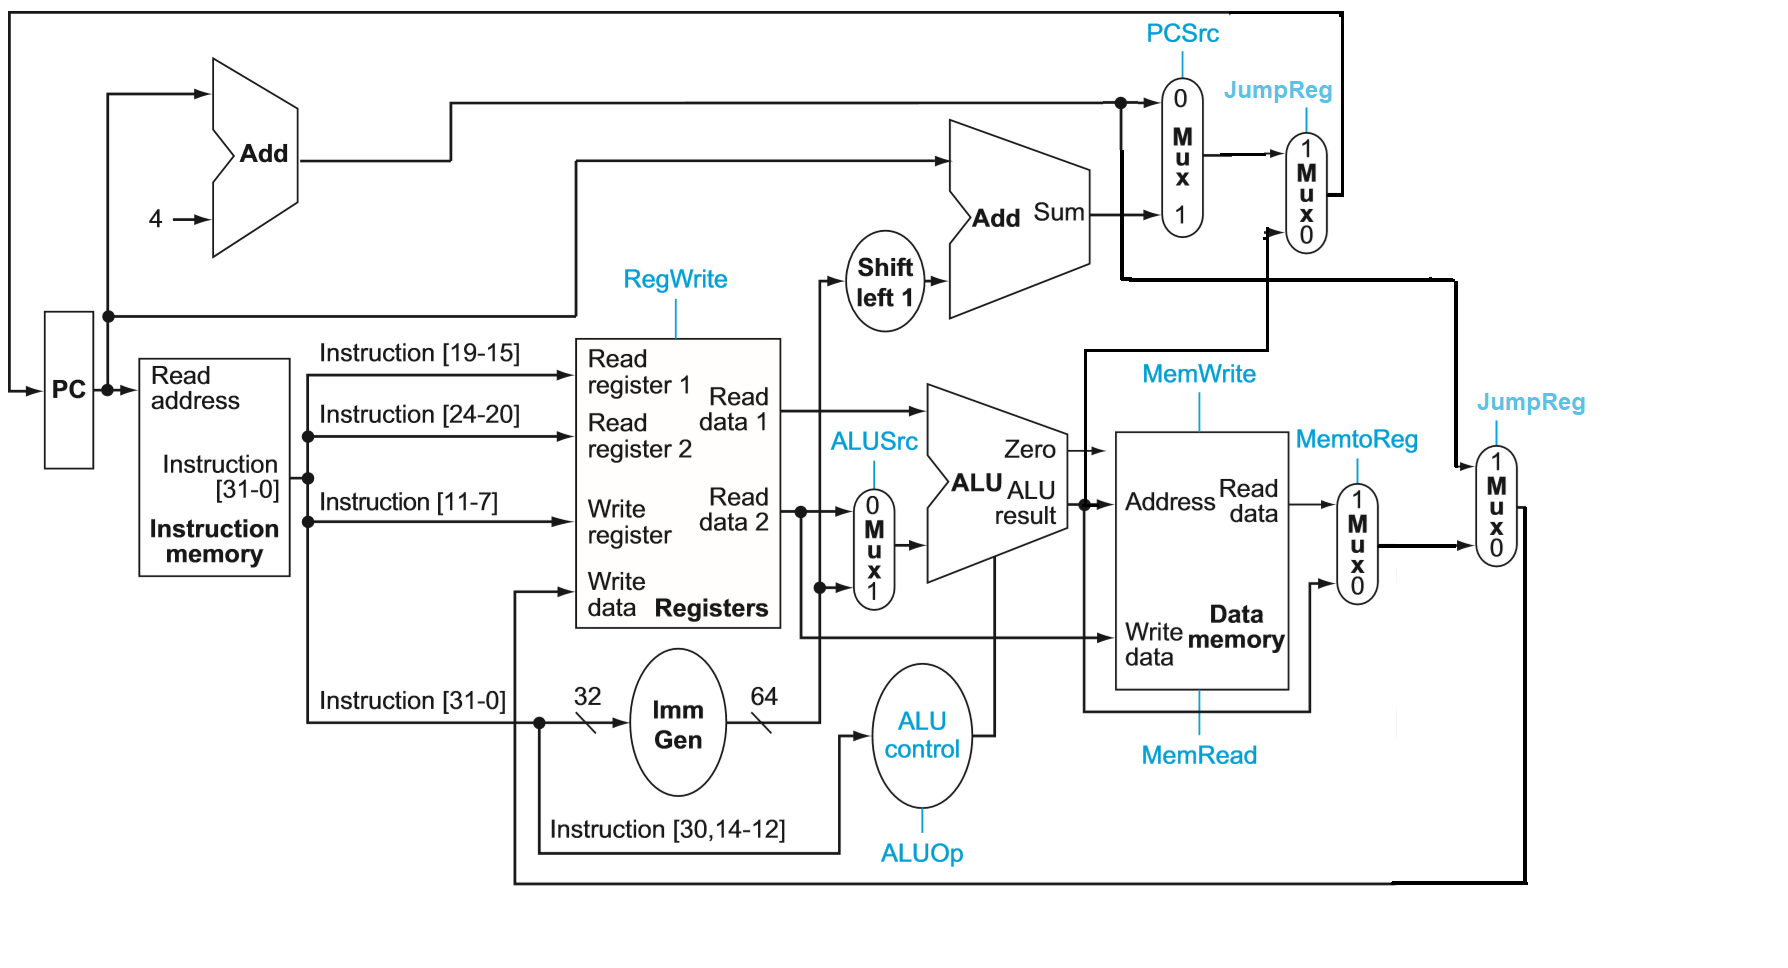 PCSrc
JumpReg
0
M
u
x
1
1
M
u
x
0
Add
4
Add Sum
Shift
left 1
RegWrite
PC
Read
address
Instruction
[31-0]
Instruction
memory
Instruction [19-15]
Instruction [24-20]
Instruction [11-7]
Instruction [31-0]
Read
register 1
Read
register 2
Write
register
Write
data
Read
data 1
Read
data 2
Registers
ALUSrc
0
M
u
x
1
Zero
ALU
ALU
result
MemWrite
Address
Read
data
Write
data
Data
memory
MemRead
MemtoReg
1
M
u
x
0
JumpReg
1
M
u
x
0
32
Imm
Gen
64
ALU
control
Instruction [30,14-12]
ALUOp